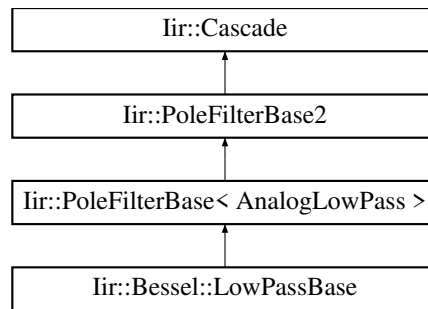 Iir::Cascade
Iir::PoleFilterBase2
Iir::PoleFilterBase< AnalogLowPass >
Iir::Bessel::LowPassBase